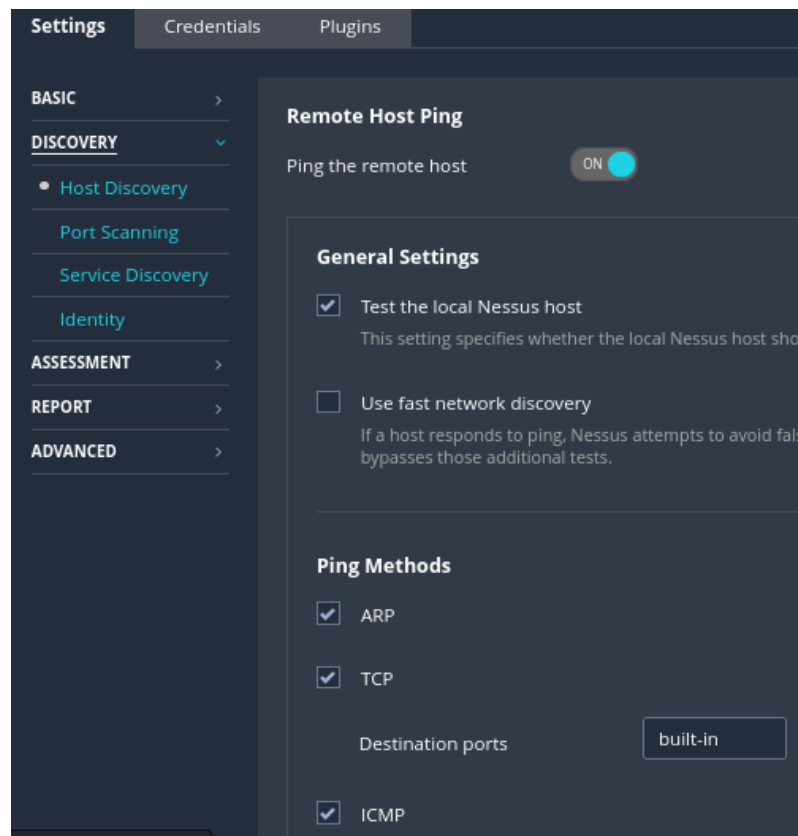 Settings Credentials Plugins
BASIC
DISCOVERY
Host Discovery
Port Scanning
Service Discovery
Identity
ASSESSMENT
REPORT
ADVANCED
Remote Host Ping
Ping the remote host ON
General Settings
Test the local Nessus host
This setting specifies whether the local Nessus host sho
Use fast network discovery
If a host responds to ping, Nessus attempts to avoid fal
bypasses those additional tests.
Ping Methods
ARP
TCP
Destination ports built-in
ICMP